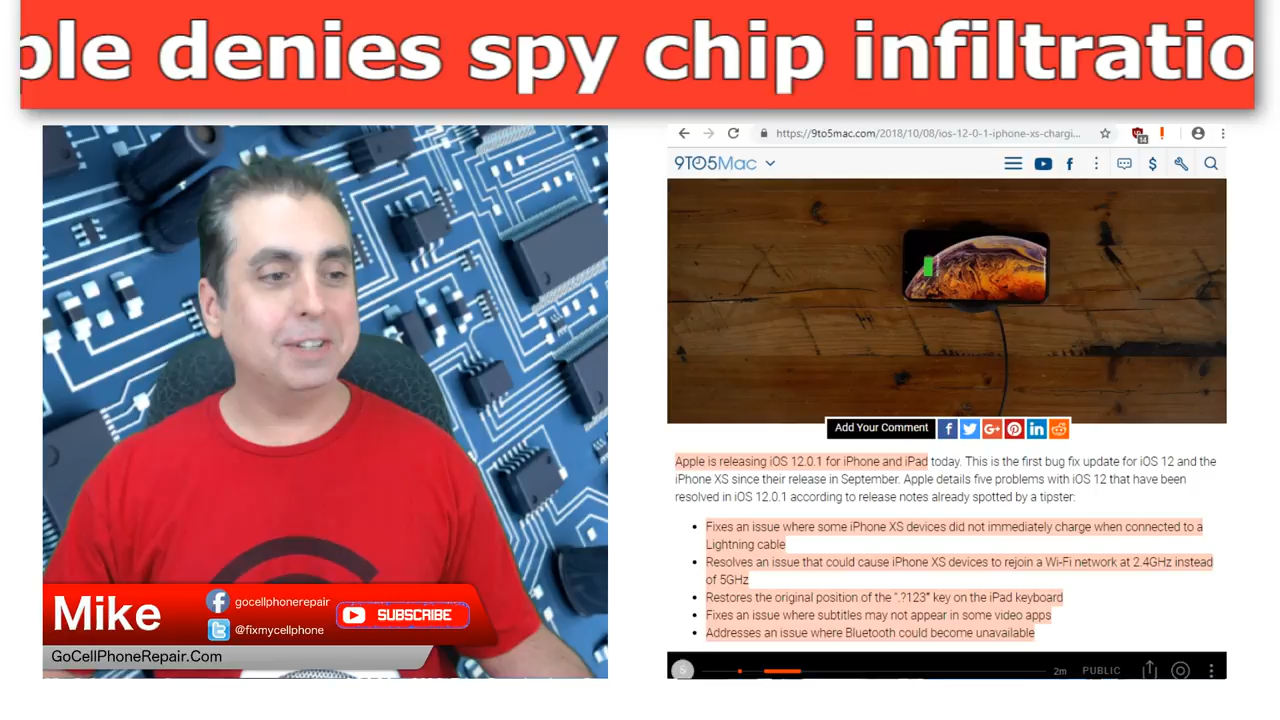 ple denies spy chip infiltratio
https://9to5mac.com/2018/10/08/ios-12-0-1-iphone-xs-chargi...
14
9TO5Mac
Add Your Comment
Apple is releasing iOS 12.0.1 for iPhone and iPad today. This is the first bug fix update for iOS 12 and the
iPhone XS since their release in September. Apple details five problems with iOS 12 that have been
resolved in iOS 12.0.1 according to release notes already spotted by a tipster:
Fixes an issue where some iPhone XS devices did not immediately charge when connected to a
Lightning cable
Resolves an issue that could cause iPhone XS devices to rejoin a Wi-Fi network at 2.4GHz instead
of 5GHz
Restores the original position of the ".?123" key on the iPad keyboard
Fixes an issue where subtitles may not appear in some video apps
Addresses an issue where Bluetooth could become unavailable
S
2m PUBLIC
Mike
gocellphonerepair
@fixmycellphone
SUBSCRIBE
GoCellPhoneRepair.Com